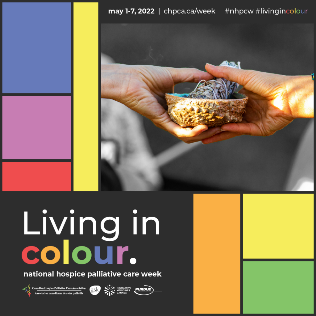 may 1-7, 2022 | chpca.ca/week #nhpcw #livingincolour
Living in
colour.
national hospice palliative care week